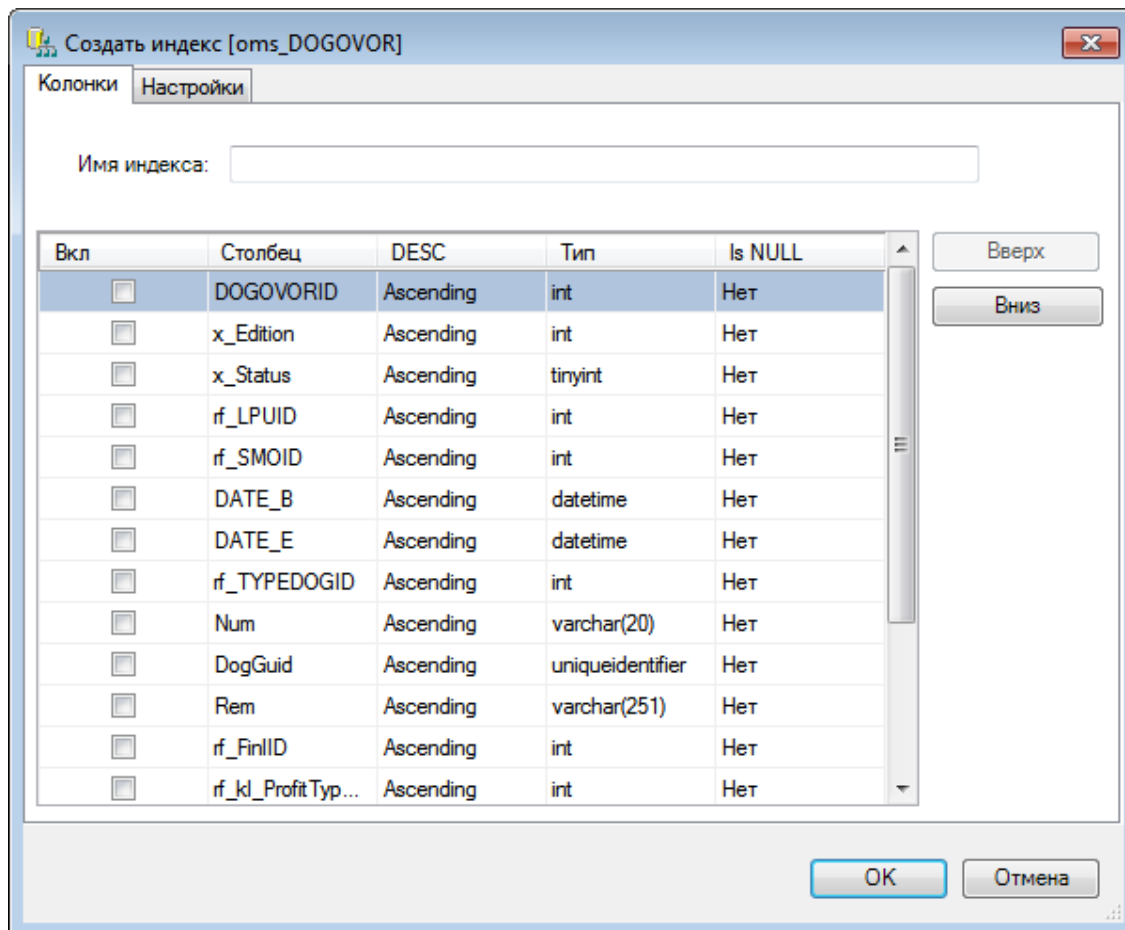 Создать индекс [oms_DOGOVOR]
Колонки Настройки
Имя индекса:
Вкл Столбец DESC Тип Is NULL Вверх
DOGOVORID Ascending int Нет Вниз
x_Edition Ascending int Нет
x_Status Ascending tinyint Нет
rf_LPUID Ascending int Нет
rf_SMOID Ascending int Нет
DATE_B Ascending datetime Нет
DATE_E Ascending datetime Нет
rf_TYPEDOGID Ascending int Нет
Num Ascending varchar(20) Нет
DogGuid Ascending uniqueidentifier Нет
Rem Ascending varchar(251) Нет
rf_FinlID Ascending int Нет
rf_kl_ProfitTyp... Ascending int Нет
OK Отмена